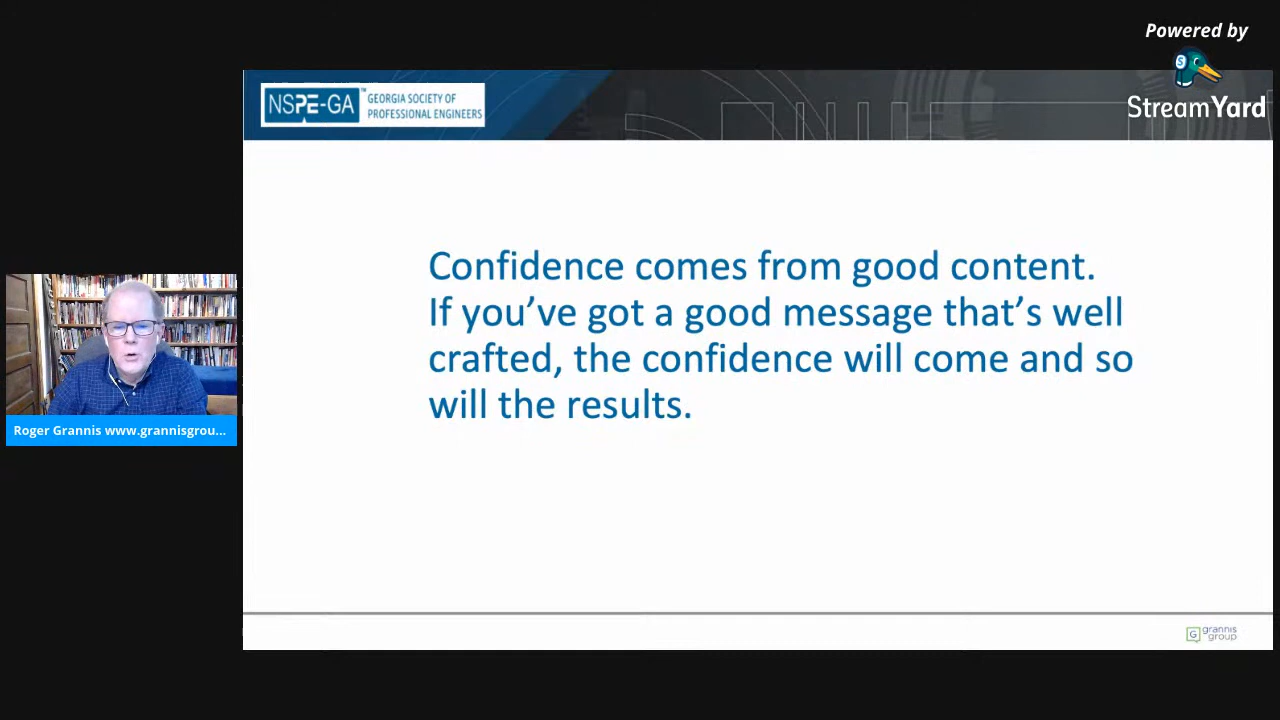 Powered by
StreamYard
NSPE-GA™ GEORGIA SOCIETY OF
PROFESSIONAL ENGINEERS
Confidence comes from good content.
If you’ve got a good message that’s well
crafted, the confidence will come and so
will the results.
Roger Grannis www.grannisgrou...
G grannis
group